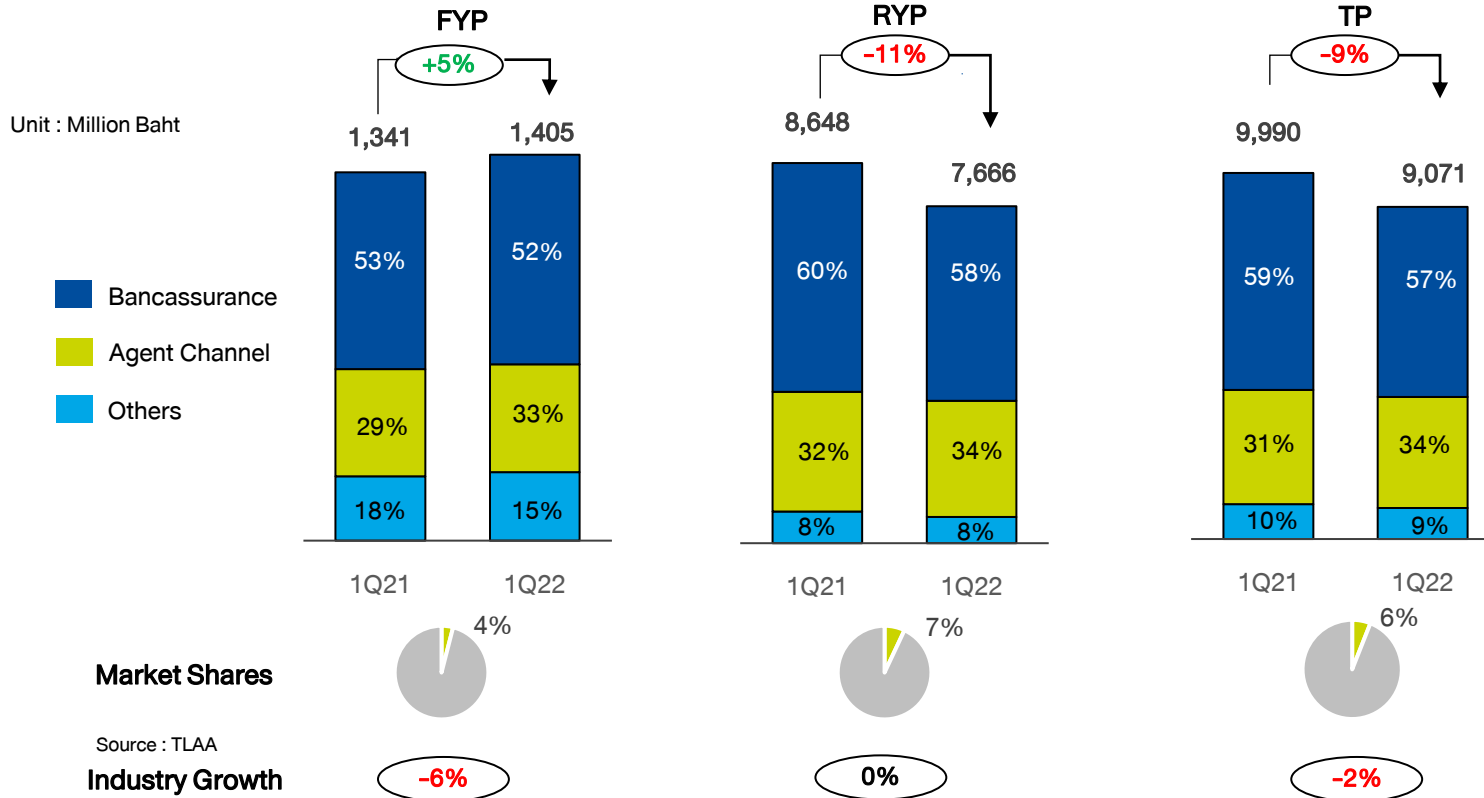 FYP
RYP
TP
+5%
-11%
-9%
Unit : Million Baht
1,341
1,405
8,648
7,666
9,990
9,071
53%
52%
60%
58%
59%
57%
Bancassurance
Agent Channel
Others
29%
33%
32%
34%
31%
34%
18%
15%
8%
8%
10%
9%
1Q21
1Q22
1Q21
1Q22
1Q21
1Q22
4%
7%
6%
Market Shares
Source : TLAA
Industry Growth
-6%
0%
-2%